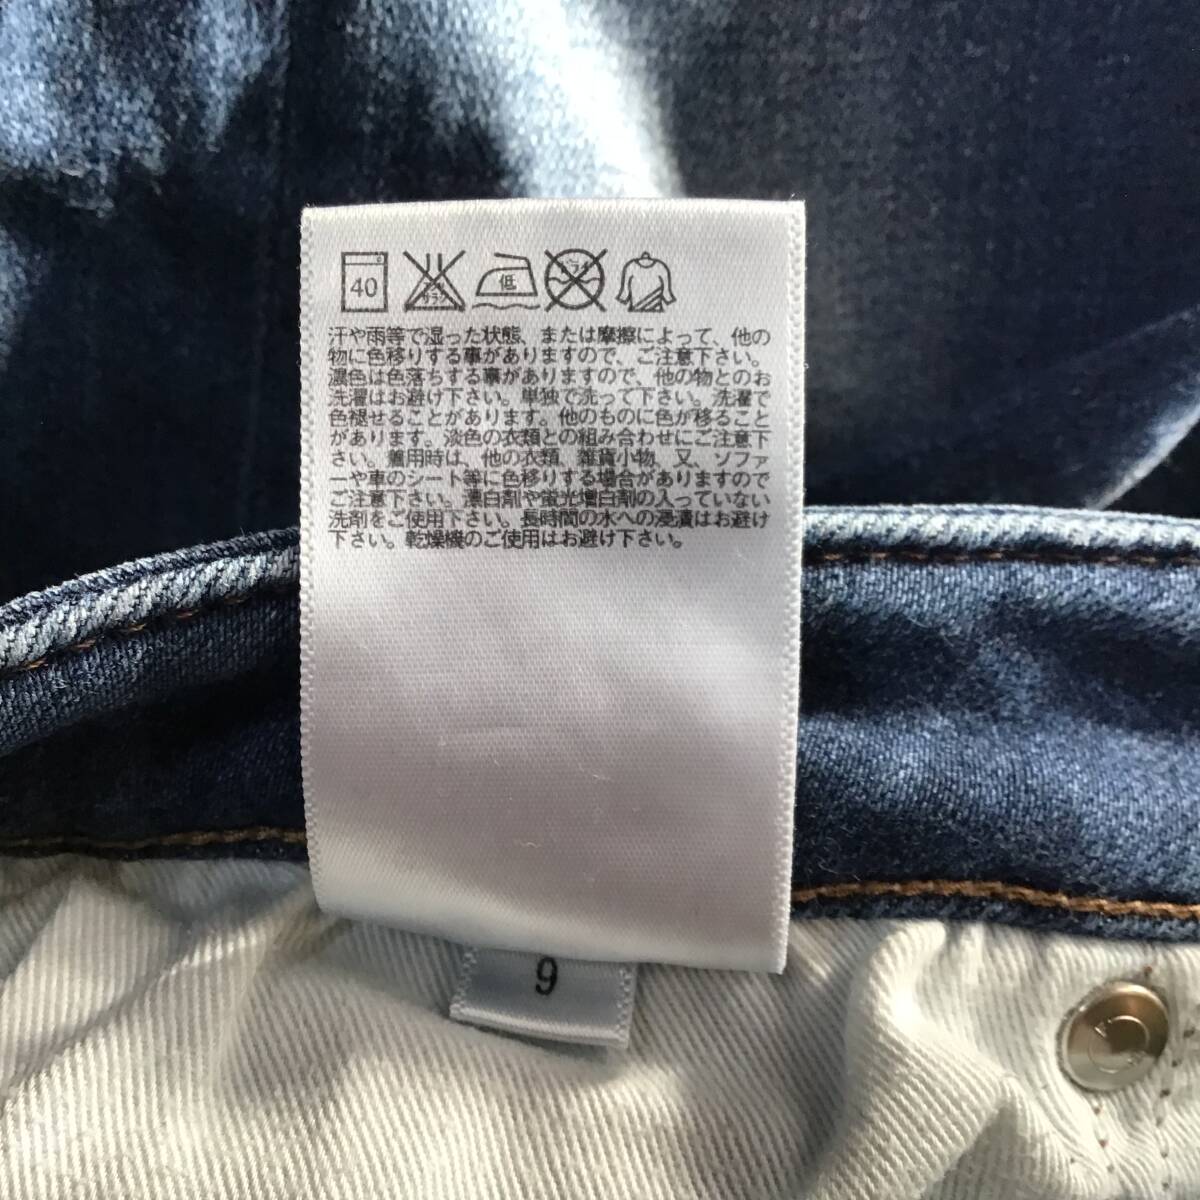 40 エンソ サラシ 低 ドライ
汗や雨等で湿った状態、または摩擦によって、他の
物に色移りする事がありますので、ご注意下さい。
濃色は色落ちする事がありますので、他の物とのお
洗濯はお避け下さい。単独で洗って下さい。洗濯で
色褪せることがあります。他のものに色が移ること
があります。淡色の衣類との組み合わせにご注意下
さい。着用時は、他の衣類、雑貨小物、又、ソファ
ーや車のシート等に色移りする場合がありますので
ご注意下さい。漂白剤や蛍光増白剤の入っていない
洗剤をご使用下さい。長時間の水への浸漬はお避け
下さい。乾燥機のご使用はお避け下さい。
9